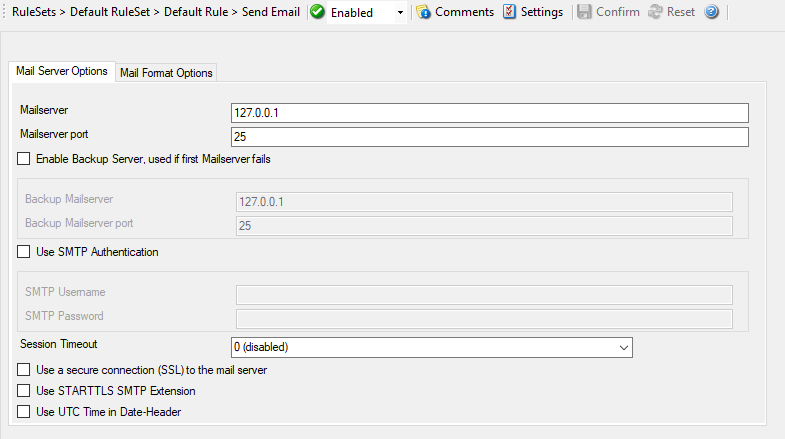 RuleSets > Default RuleSet > Default Rule > Send Email Enabled Comments Settings Confirm Reset
Mail Server Options Mail Format Options
Mailserver 127.0.0.1
Mailserver port 25
Enable Backup Server, used if first Mailserver fails
Backup Mailserver 127.0.0.1
Backup Mailserver port 25
Use SMTP Authentication
SMTP Username
SMTP Password
Session Timeout 0 (disabled)
Use a secure connection (SSL) to the mail server
Use STARTTLS SMTP Extension
Use UTC Time in Date-Header